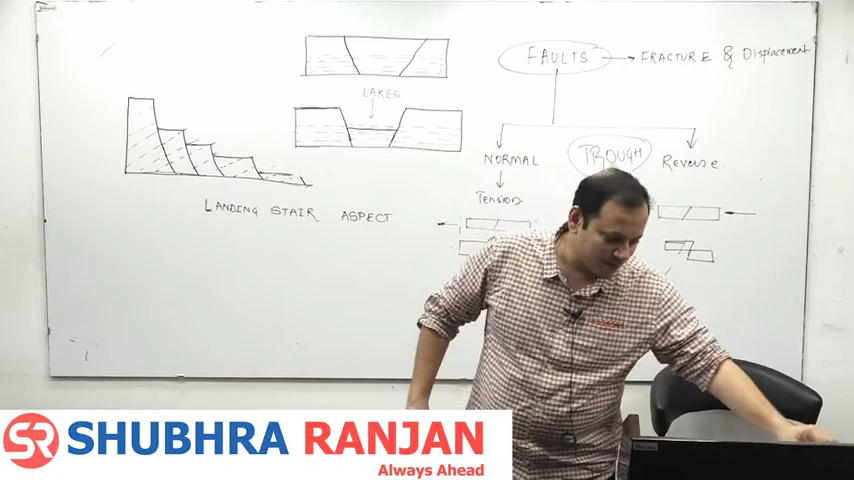 FAULTS → FRACTURE & Displacement
LAKES
NORMAL
TROUGH
Reverse.
Tension
LANDING STAIR ASPECT
SR
SHUBHRA RANJAN
Always Ahead